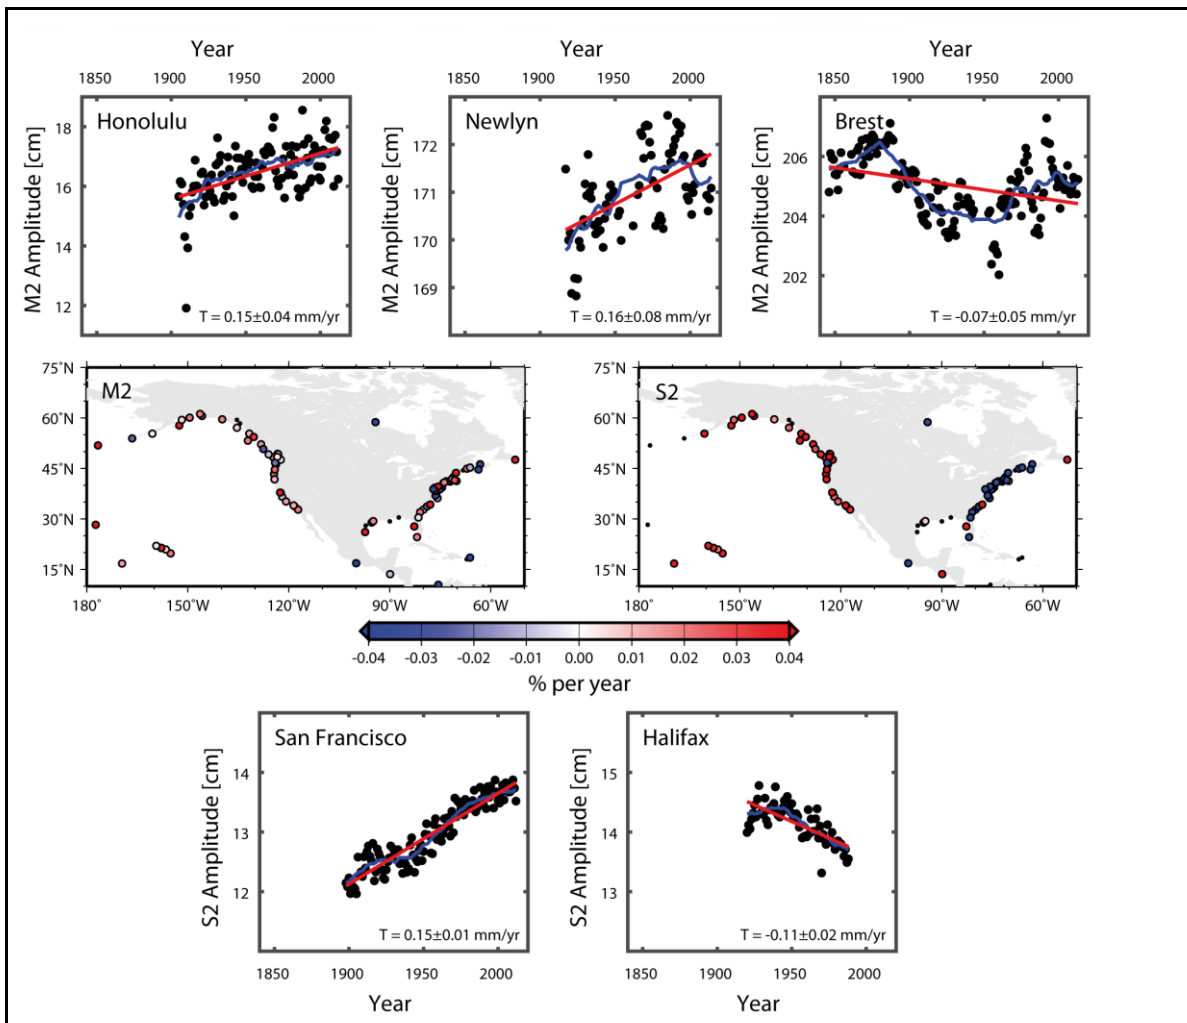 Year Year Year
1850 1900 1950 2000 1850 1900 1950 2000 1850 1900 1950 2000
Honolulu Newlyn Brest
M2 Amplitude [cm] M2 Amplitude [cm] M2 Amplitude [cm]
18 16 14 12
172 171 170 169
206 204 202
T = 0.15±0.04 mm/yr T = 0.16±0.08 mm/yr T = -0.07±0.05 mm/yr
75°N 60°N 45°N 30°N 15°N
M2
180° 150°W 120°W 90°W 60°W
75°N 60°N 45°N 30°N 15°N
S2
180° 150°W 120°W 90°W 60°W
-0.04 -0.03 -0.02 -0.01 0.00 0.01 0.02 0.03 0.04
% per year
San Francisco Halifax
S2 Amplitude [cm] S2 Amplitude [cm]
14 13 12
15 14 13
T = 0.15±0.01 mm/yr T = -0.11±0.02 mm/yr
1850 1900 1950 2000 1850 1900 1950 2000
Year Year